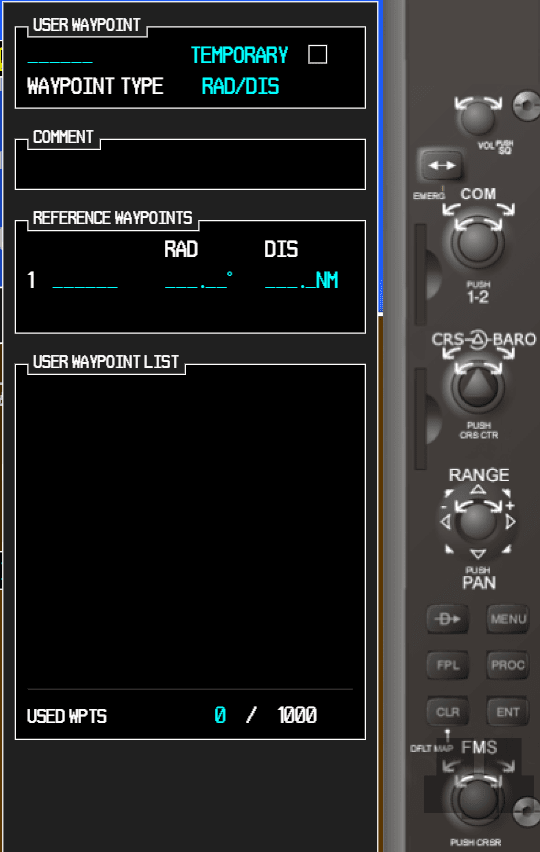 USER WAYPOINT
______ TEMPORARY
WAYPOINT TYPE RAD/DIS
COMMENT
REFERENCE WAYPOINTS
RAD DIS
1 ______ ___.__° ___._NM
USER WAYPOINT LIST
USED WPTS 0 / 1000
VOL PUSH SQ
EMERG
COM
PUSH
1-2
CRS BARO
PUSH
CRS CTR
RANGE
- +
PUSH
PAN
D MENU
FPL PROC
CLR ENT
DFLT MAP FMS
PUSH CRSR